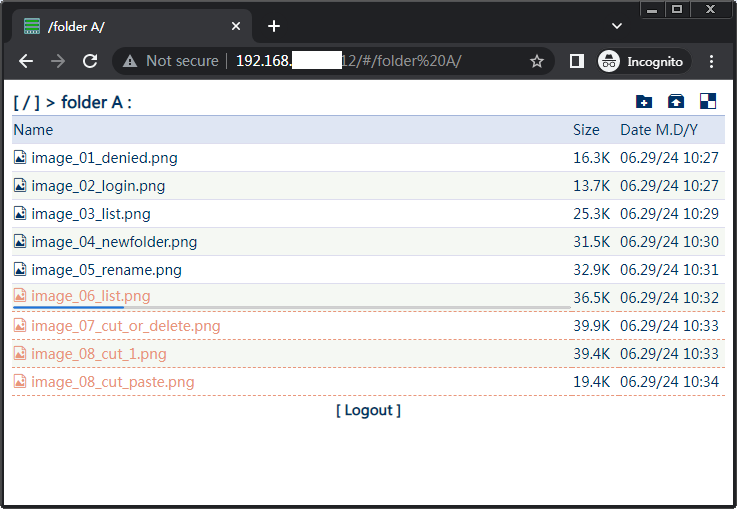 /folder A/
Not secure 192.168. 12/#/folder%20A/ Incognito
[ / ] > folder A :
Name Size Date M.D/Y
image_01_denied.png 16.3K 06.29/24 10:27
image_02_login.png 13.7K 06.29/24 10:27
image_03_list.png 25.3K 06.29/24 10:29
image_04_newfolder.png 31.5K 06.29/24 10:30
image_05_rename.png 32.9K 06.29/24 10:31
image_06_list.png 36.5K 06.29/24 10:32
image_07_cut_or_delete.png 39.9K 06.29/24 10:33
image_08_cut_1.png 39.4K 06.29/24 10:33
image_08_cut_paste.png 19.4K 06.29/24 10:34
[ Logout ]